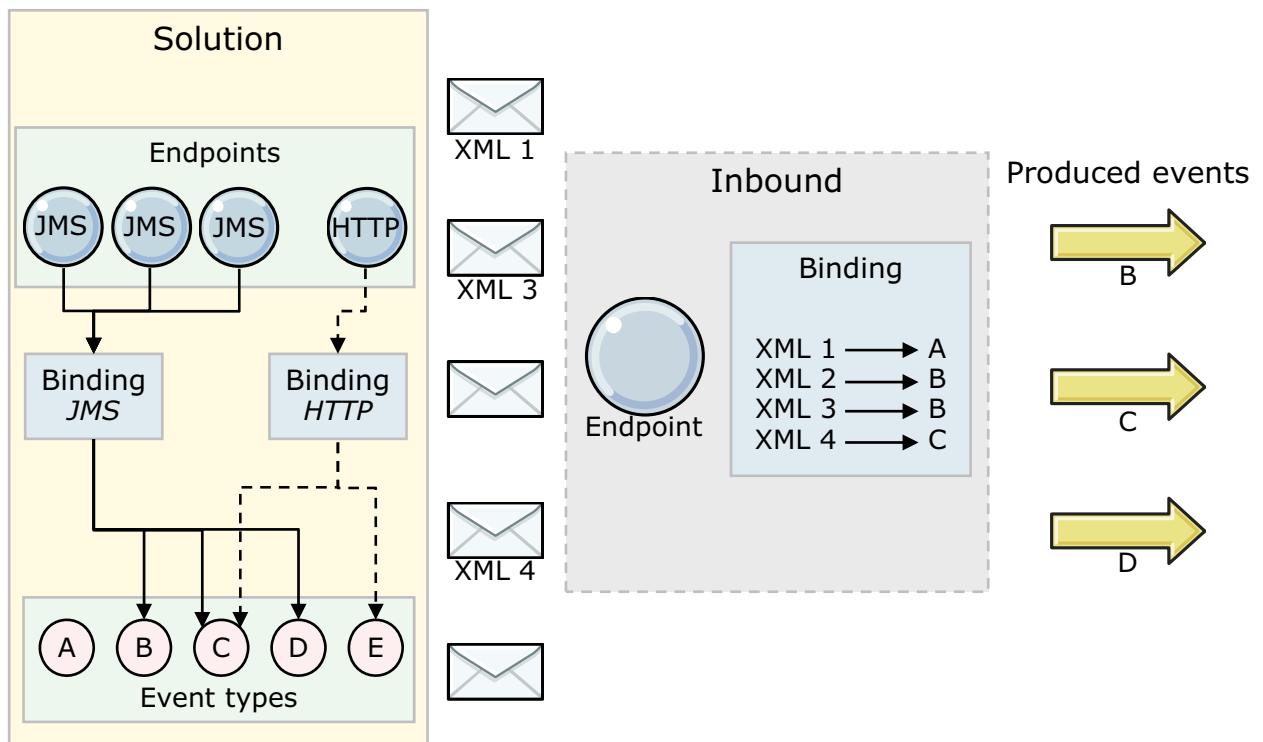 Solution
Endpoints
JMS JMS JMS HTTP
Binding
JMS
Binding
HTTP
A B C D E
Event types
XML 1
XML 3
XML 4
Inbound
Endpoint
Binding
XML 1 A
XML 2 B
XML 3 B
XML 4 C
Produced events
B
C
D